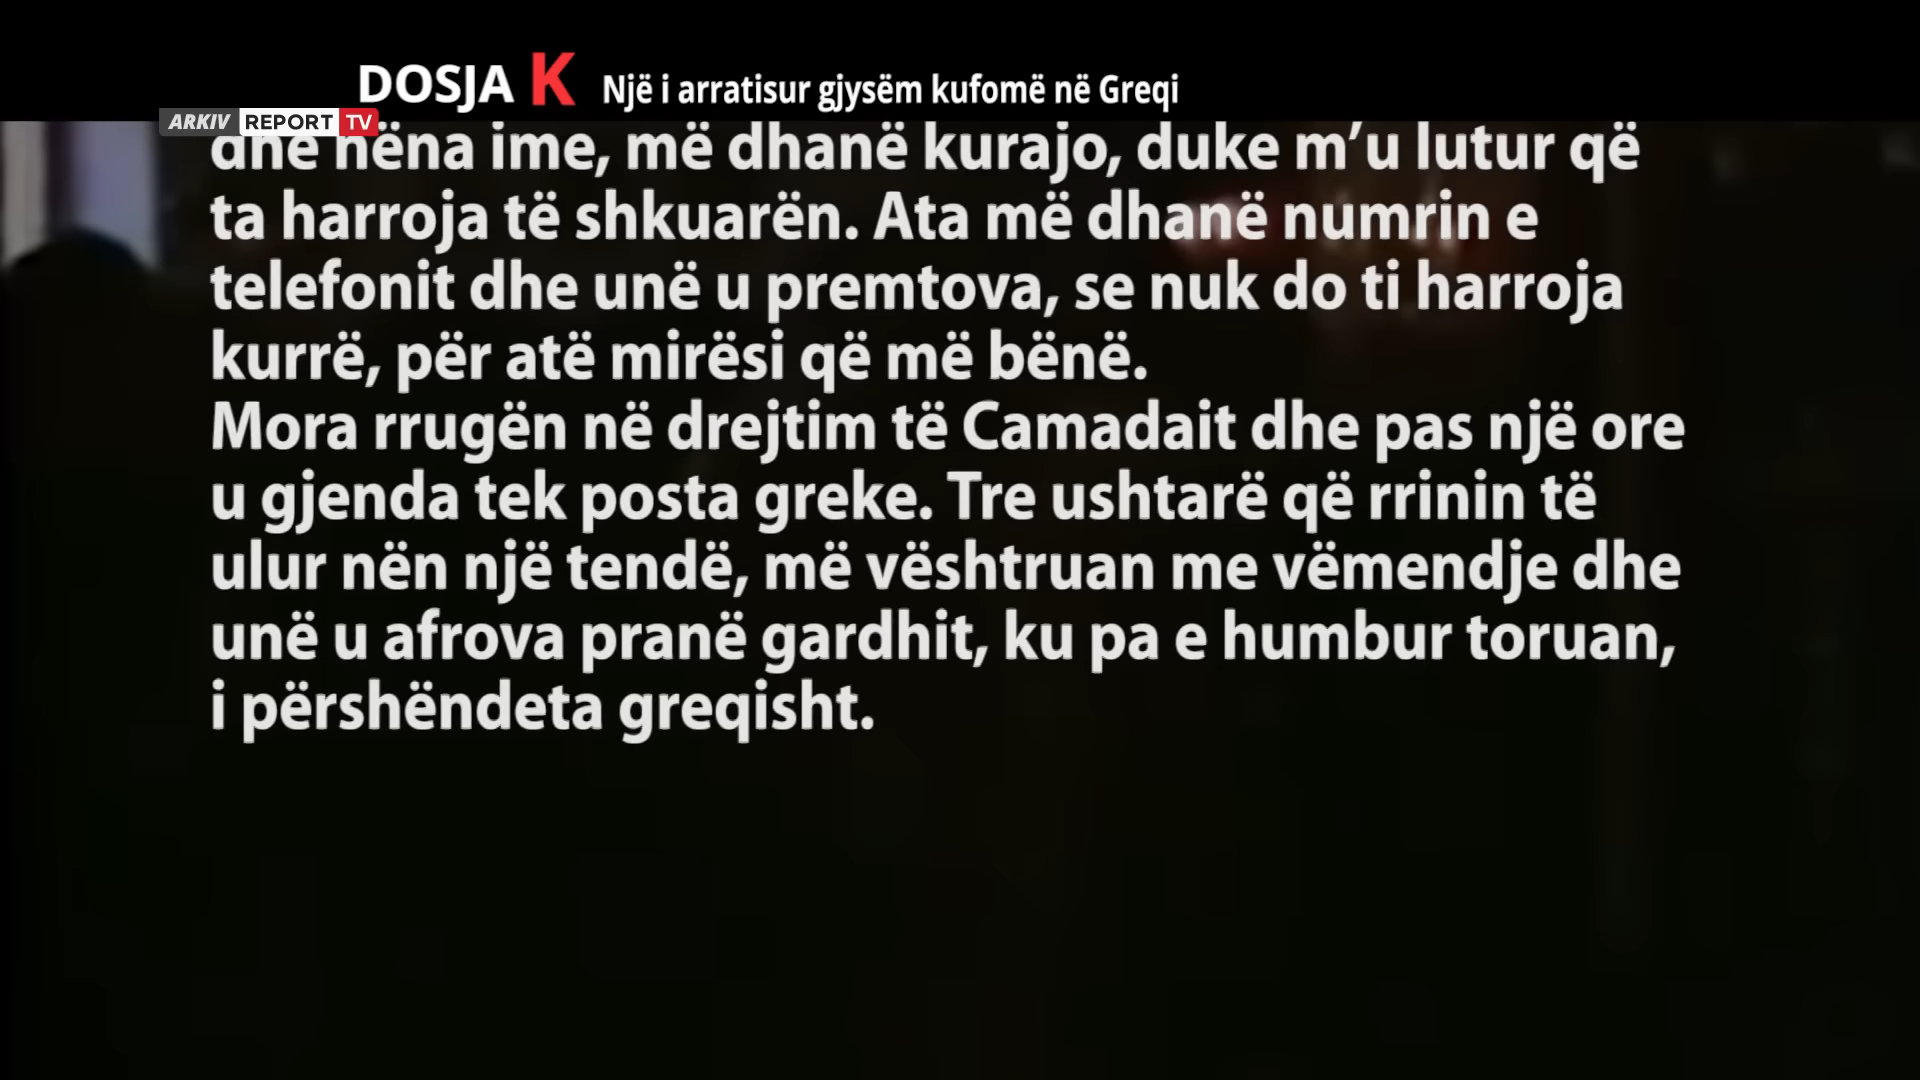 DOSJA K Një i arratisur gjysëm kufomë në Greqi
ARKIV REPORT TV
dhe nëna ime, më dhanë kurajo, duke m’u lutur që
ta harroja të shkuarën. Ata më dhanë numrin e
telefonit dhe unë u premtova, se nuk do ti harroja
kurrë, për atë mirësi që më bënë.
Mora rrugën në drejtim të Camadait dhe pas një ore
u gjenda tek posta greke. Tre ushtarë që rrinin të
ulur nën një tendë, më vështruan me vëmendje dhe
unë u afrova pranë gardhit, ku pa e humbur toruan,
i përshëndeta greqisht.